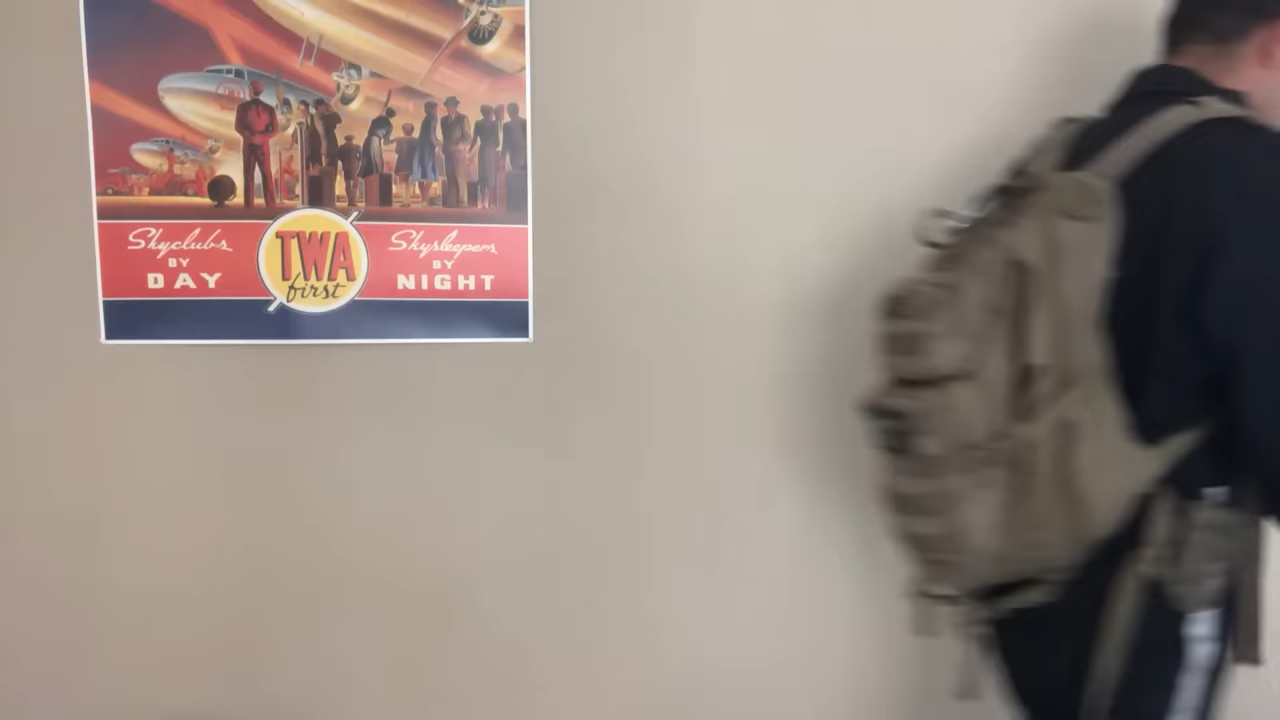 Skyclubs
BY
DAY
TWA
first
Skysleepers
BY
NIGHT